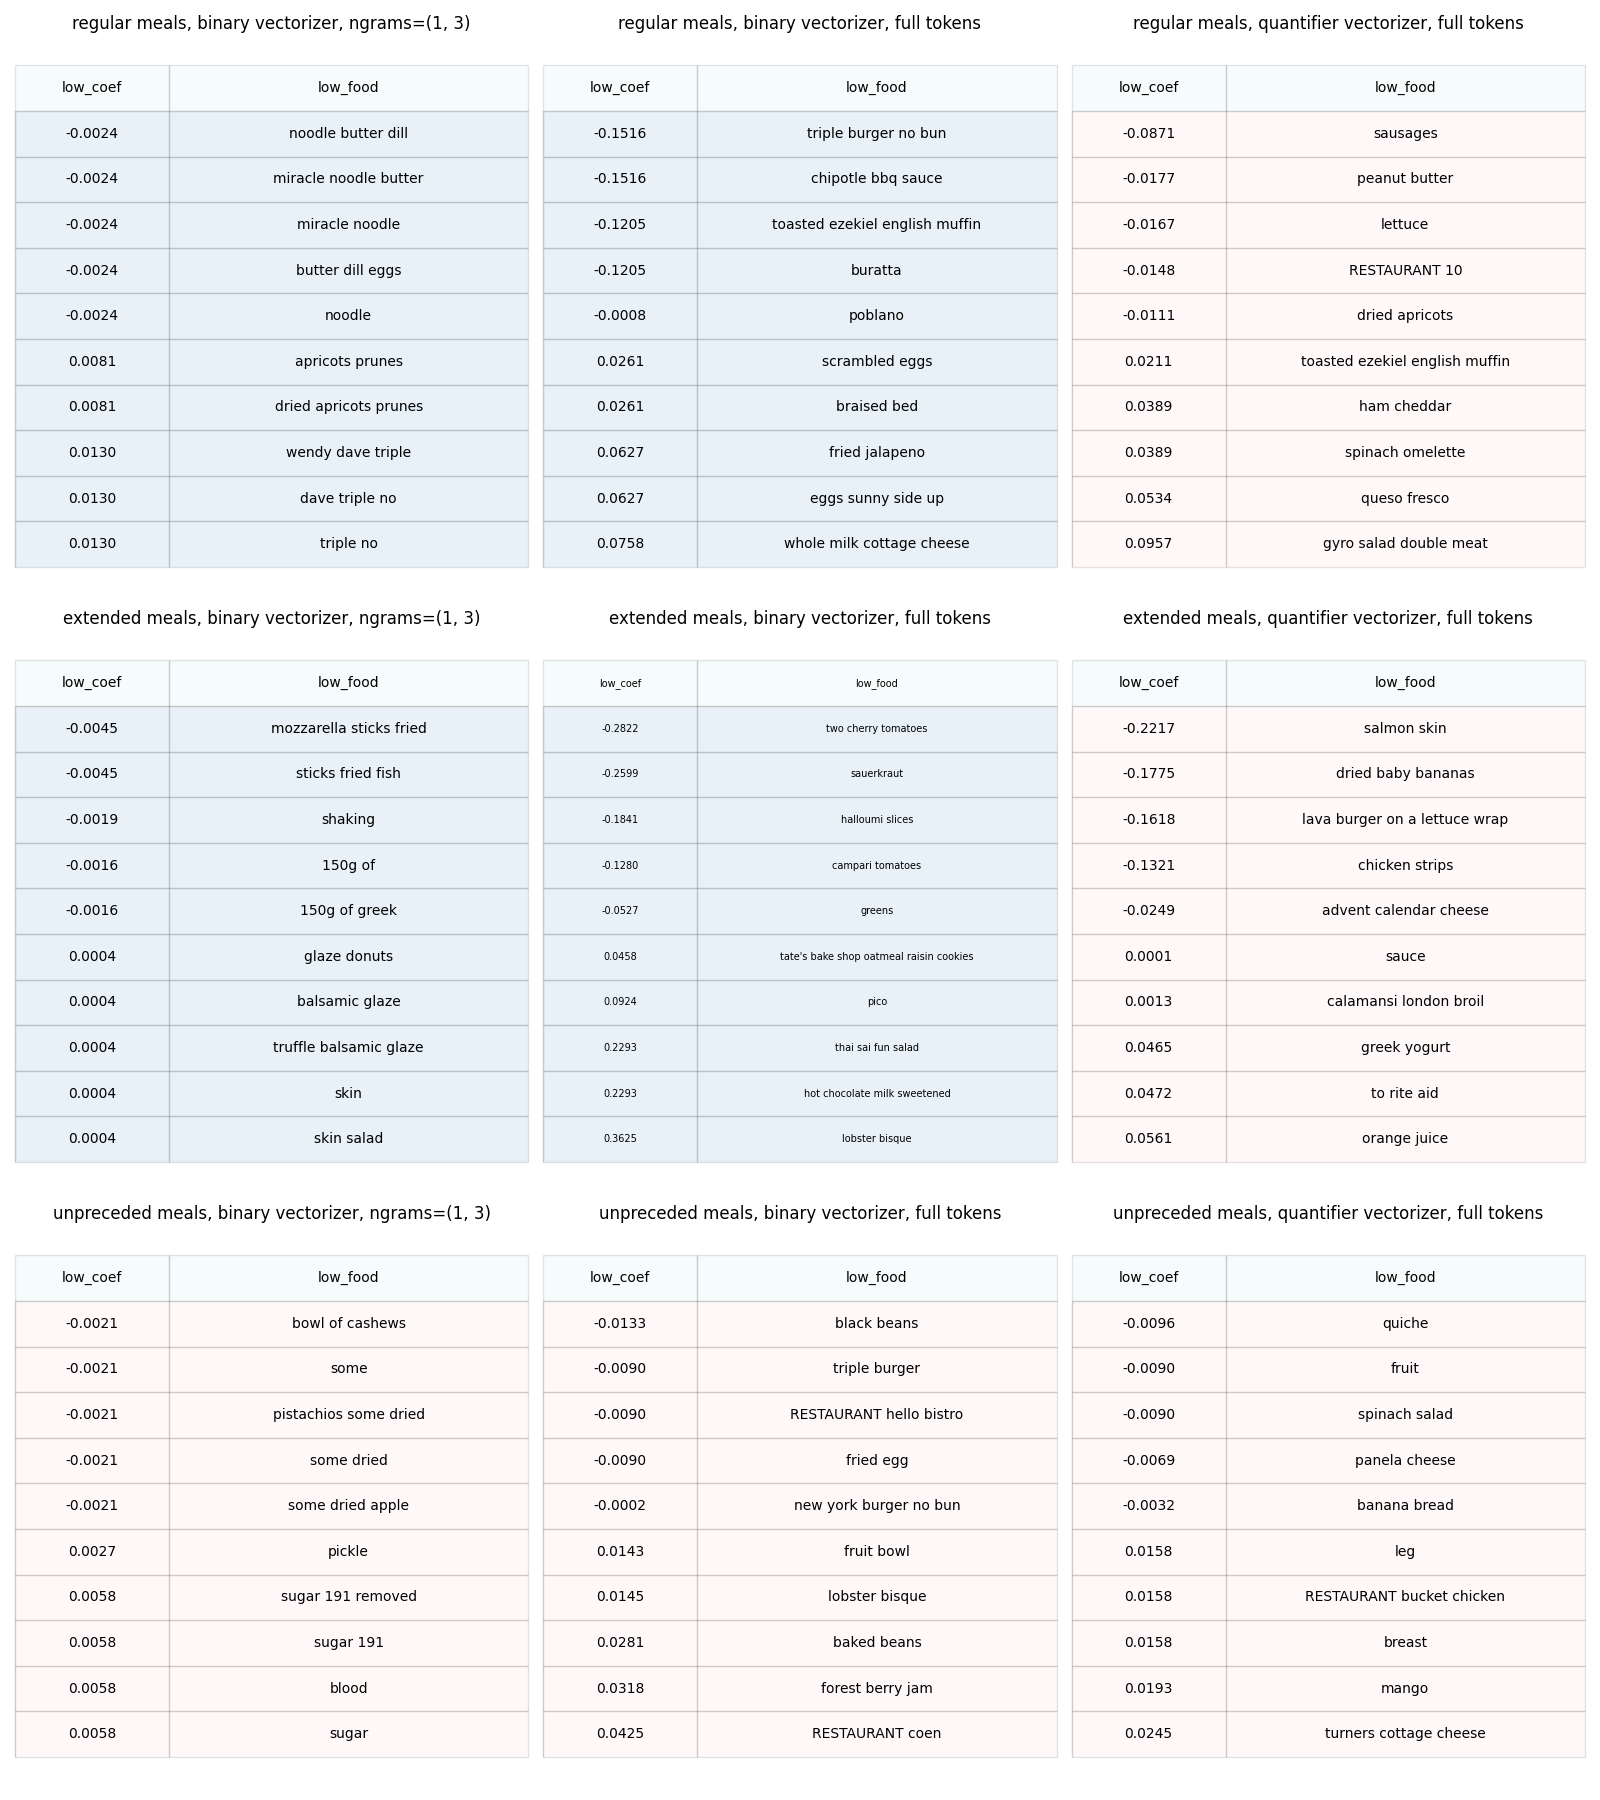 regular meals, binary vectorizer, ngrams=(1, 3)
low_coef low_food
-0.0024 noodle butter dill
-0.0024 miracle noodle butter
-0.0024 miracle noodle
-0.0024 butter dill eggs
-0.0024 noodle
0.0081 apricots prunes
0.0081 dried apricots prunes
0.0130 wendy dave triple
0.0130 dave triple no
0.0130 triple no
regular meals, binary vectorizer, full tokens
low_coef low_food
-0.1516 triple burger no bun
-0.1516 chipotle bbq sauce
-0.1205 toasted ezekiel english muffin
-0.1205 buratta
-0.0008 poblano
0.0261 scrambled eggs
0.0261 braised bed
0.0627 fried jalapeno
0.0627 eggs sunny side up
0.0758 whole milk cottage cheese
regular meals, quantifier vectorizer, full tokens
low_coef low_food
-0.0871 sausages
-0.0177 peanut butter
-0.0167 lettuce
-0.0148 RESTAURANT 10
-0.0111 dried apricots
0.0211 toasted ezekiel english muffin
0.0389 ham cheddar
0.0389 spinach omelette
0.0534 queso fresco
0.0957 gyro salad double meat
extended meals, binary vectorizer, ngrams=(1, 3)
low_coef low_food
-0.0045 mozzarella sticks fried
-0.0045 sticks fried fish
-0.0019 shaking
-0.0016 150g of
-0.0016 150g of greek
0.0004 glaze donuts
0.0004 balsamic glaze
0.0004 truffle balsamic glaze
0.0004 skin
0.0004 skin salad
extended meals, binary vectorizer, full tokens
low_coef low_food
-0.2822 two cherry tomatoes
-0.2599 sauerkraut
-0.1841 halloumi slices
-0.1280 campari tomatoes
-0.0527 greens
0.0458 tate's bake shop oatmeal raisin cookies
0.0924 pico
0.2293 thai sai fun salad
0.2293 hot chocolate milk sweetened
0.3625 lobster bisque
extended meals, quantifier vectorizer, full tokens
low_coef low_food
-0.2217 salmon skin
-0.1775 dried baby bananas
-0.1618 lava burger on a lettuce wrap
-0.1321 chicken strips
-0.0249 advent calendar cheese
0.0001 sauce
0.0013 calamansi london broil
0.0465 greek yogurt
0.0472 to rite aid
0.0561 orange juice
unpreceded meals, binary vectorizer, ngrams=(1, 3)
low_coef low_food
-0.0021 bowl of cashews
-0.0021 some
-0.0021 pistachios some dried
-0.0021 some dried
-0.0021 some dried apple
0.0027 pickle
0.0058 sugar 191 removed
0.0058 sugar 191
0.0058 blood
0.0058 sugar
unpreceded meals, binary vectorizer, full tokens
low_coef low_food
-0.0133 black beans
-0.0090 triple burger
-0.0090 RESTAURANT hello bistro
-0.0090 fried egg
-0.0002 new york burger no bun
0.0143 fruit bowl
0.0145 lobster bisque
0.0281 baked beans
0.0318 forest berry jam
0.0425 RESTAURANT coen
unpreceded meals, quantifier vectorizer, full tokens
low_coef low_food
-0.0096 quiche
-0.0090 fruit
-0.0090 spinach salad
-0.0069 panela cheese
-0.0032 banana bread
0.0158 leg
0.0158 RESTAURANT bucket chicken
0.0158 breast
0.0193 mango
0.0245 turners cottage cheese